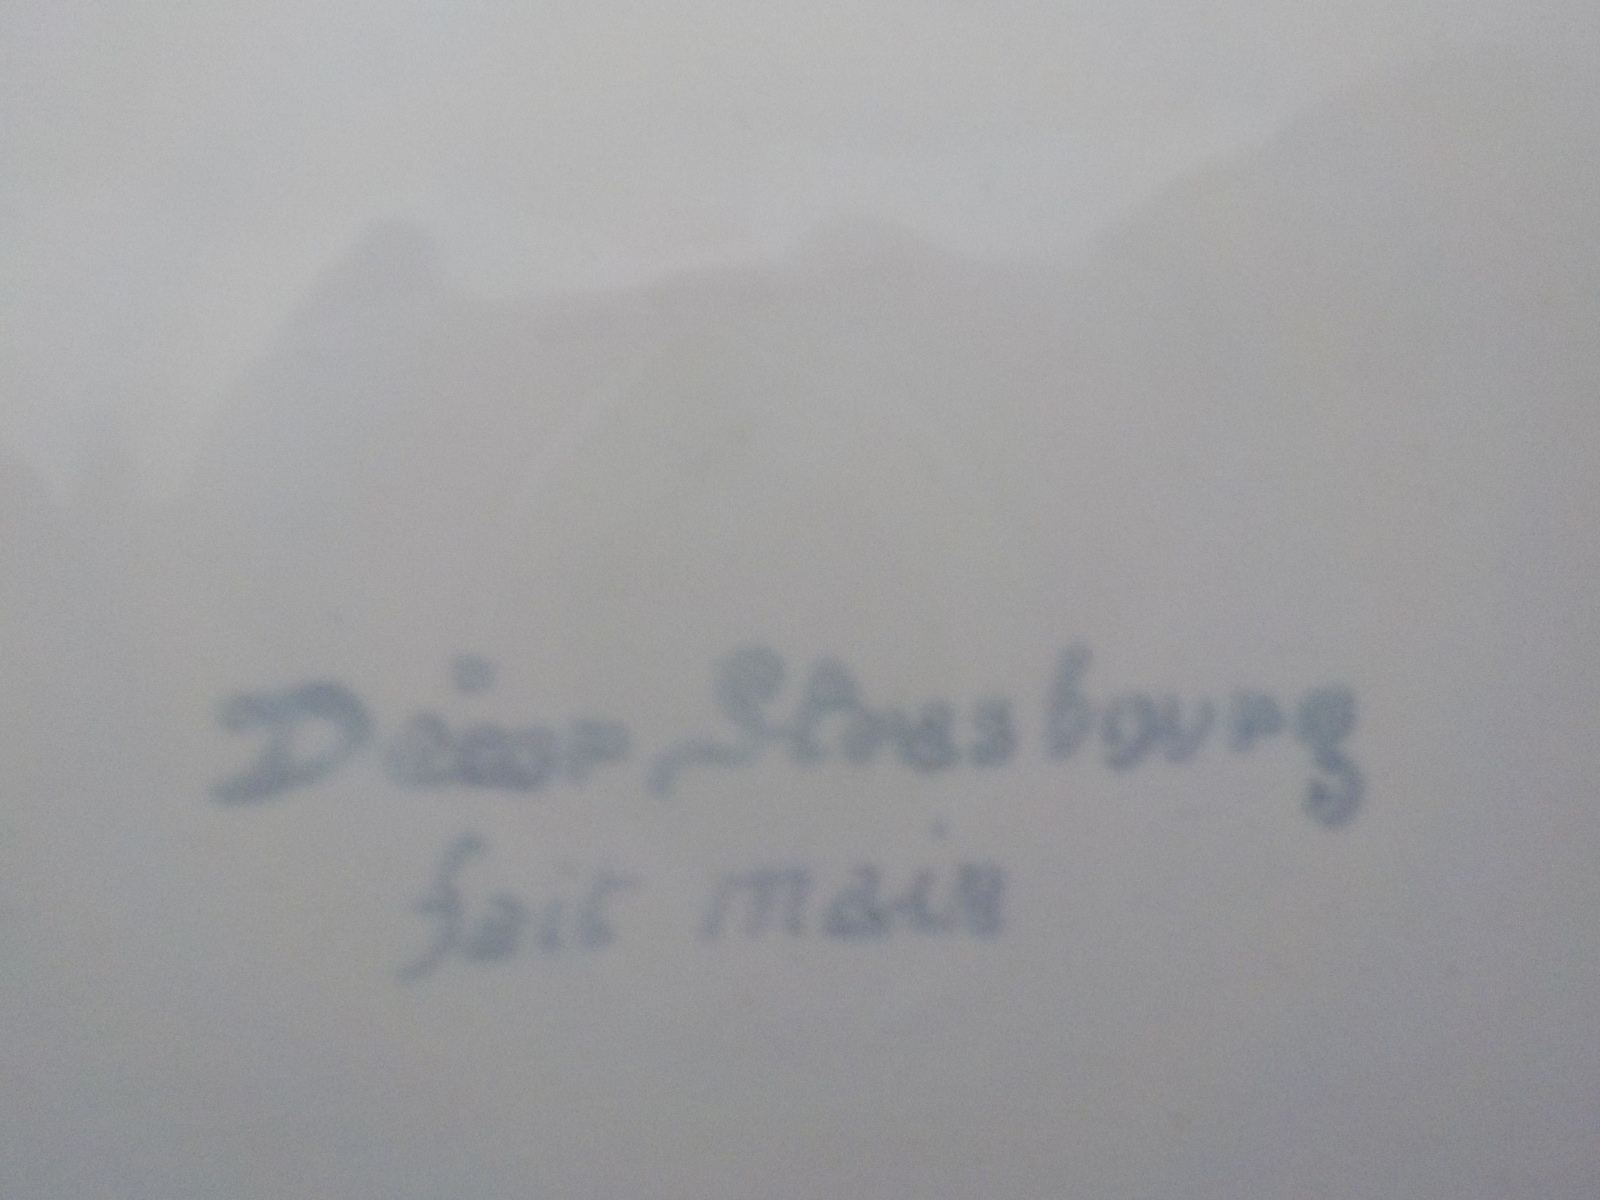 Décor Strasbourg
fait main